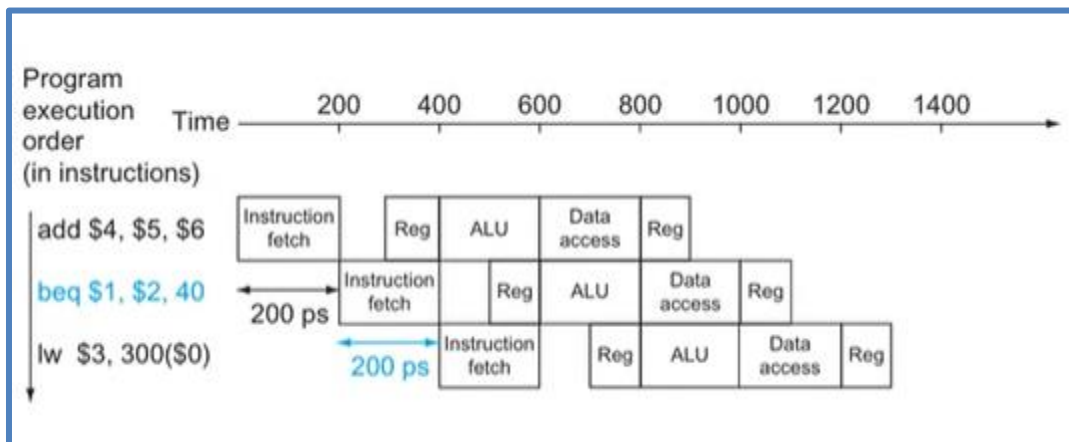 Program
execution
order
(in instructions)
Time
200 400 600 800 1000 1200 1400
add $4, $5, $6
Instruction
fetch
Reg
ALU
Data
access
Reg
beq $1, $2, 40
200 ps
Instruction
fetch
Reg
ALU
Data
access
Reg
lw $3, 300($0)
200 ps
Instruction
fetch
Reg
ALU
Data
access
Reg